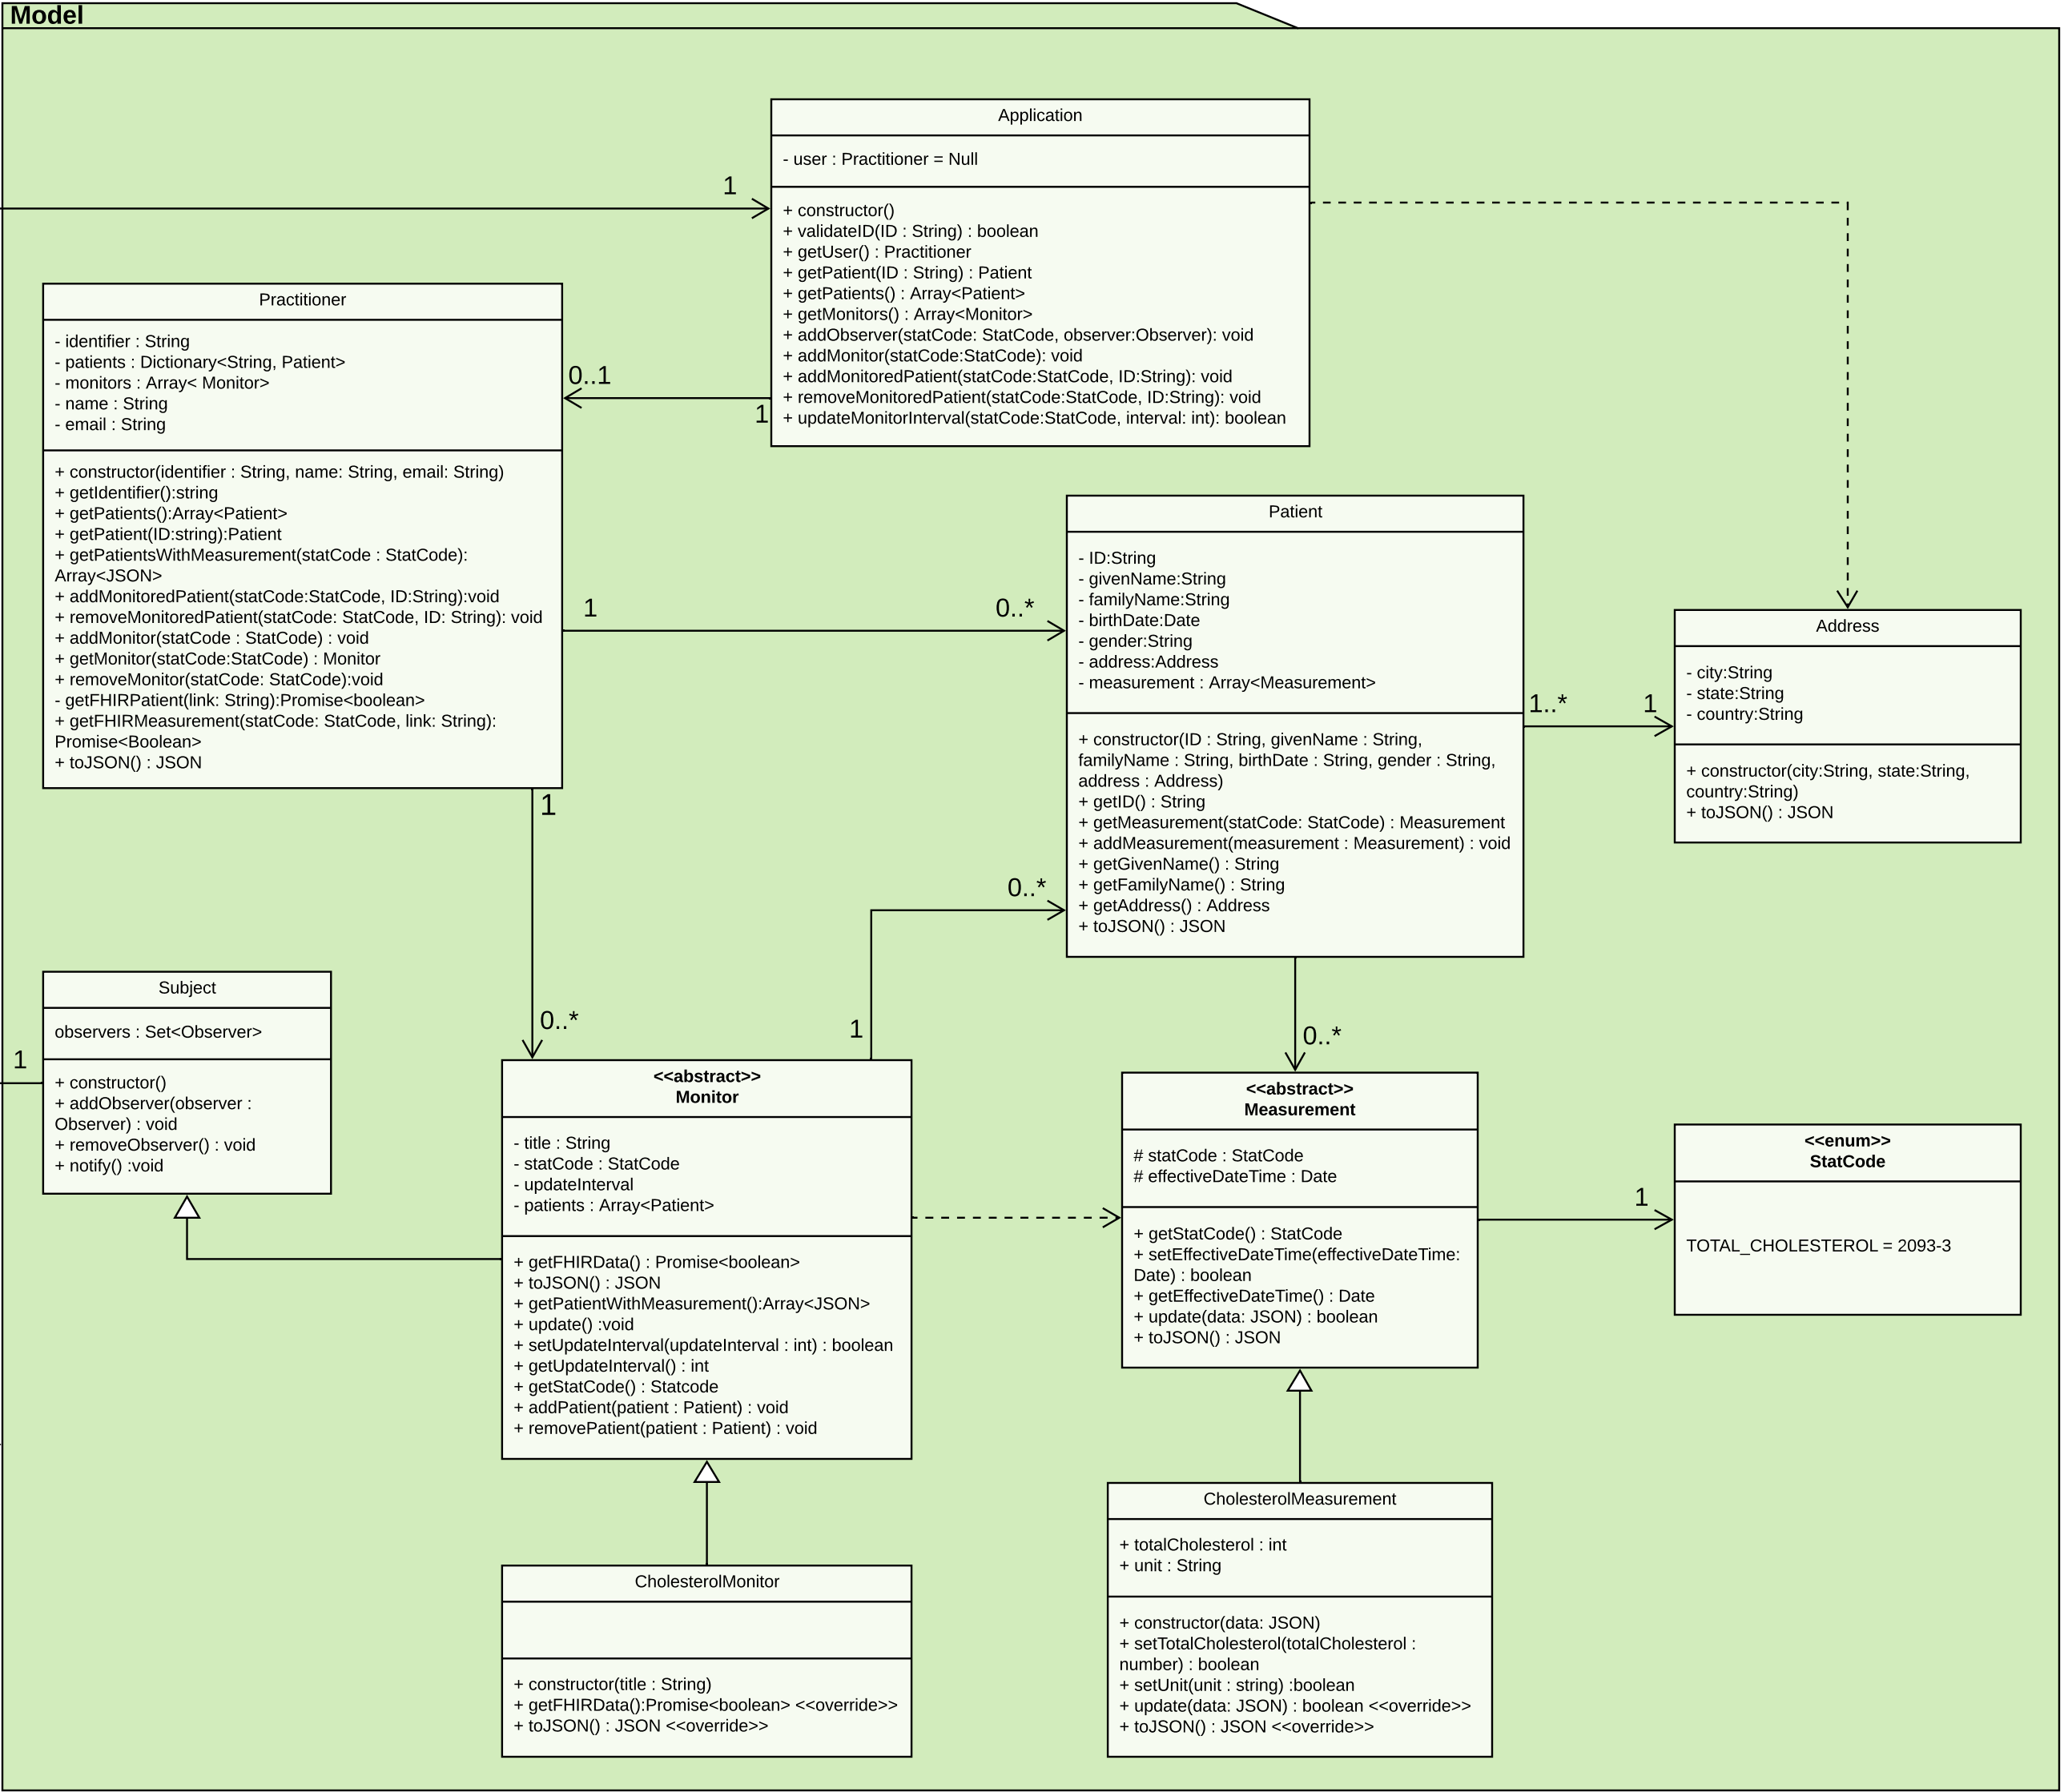 Model
Application
- user : Practitioner = Null
1
+ constructor()
+ validateID(ID : String) : boolean
+ getUser() : Practitioner
+ getPatient(ID : String) : Patient
+ getPatients() : Array<Patient>
+ getMonitors() : Array<Monitor>
+ addObserver(statCode: StatCode, observer:Observer): void
+ addMonitor(statCode:StatCode): void
+ addMonitoredPatient(statCode:StatCode, ID:String): void
+ removeMonitoredPatient(statCode:StatCode, ID:String): void
+ updateMonitorInterval(statCode:StatCode, interval: int): boolean
0..1
1
Practitioner
- identifier : String
- patients : Dictionary<String, Patient>
- monitors : Array< Monitor>
- name : String
- email : String
+ constructor(identifier : String, name: String, email: String)
+ getIdentifier():string
+ getPatients():Array<Patient>
+ getPatient(ID:string):Patient
+ getPatientsWithMeasurement(statCode : StatCode):
Array<JSON>
+ addMonitoredPatient(statCode:StatCode, ID:String):void
+ removeMonitoredPatient(statCode: StatCode, ID: String): void
+ addMonitor(statCode : StatCode) : void
+ getMonitor(statCode:StatCode) : Monitor
+ removeMonitor(statCode: StatCode):void
- getFHIRPatient(link: String):Promise<boolean>
+ getFHIRMeasurement(statCode: StatCode, link: String):
Promise<Boolean>
+ toJSON() : JSON
1
0..*
Patient
- ID:String
- givenName:String
- familyName:String
- birthDate:Date
- gender:String
- address:Address
- measurement : Array<Measurement>
+ constructor(ID : String, givenName : String,
familyName : String, birthDate : String, gender : String,
address : Address)
+ getID() : String
+ getMeasurement(statCode: StatCode) : Measurement
+ addMeasurement(measurement : Measurement) : void
+ getGivenName() : String
+ getFamilyName() : String
+ getAddress() : Address
+ toJSON() : JSON
1..*
1
Address
- city:String
- state:String
- country:String
+ constructor(city:String, state:String,
country:String)
+ toJSON() : JSON
1
0..*
0..*
1
0..*
Subject
observers : Set<Observer>
1
+ constructor()
+ addObserver(observer :
Observer) : void
+ removeObserver() : void
+ notify() :void
<<abstract>>
Monitor
- title : String
- statCode : StatCode
- updateInterval
- patients : Array<Patient>
+ getFHIRData() : Promise<boolean>
+ toJSON() : JSON
+ getPatientWithMeasurement():Array<JSON>
+ update() :void
+ setUpdateInterval(updateInterval : int) : boolean
+ getUpdateInterval() : int
+ getStatCode() : Statcode
+ addPatient(patient : Patient) : void
+ removePatient(patient : Patient) : void
<<abstract>>
Measurement
# statCode : StatCode
# effectiveDateTime : Date
+ getStatCode() : StatCode
+ setEffectiveDateTime(effectiveDateTime:
Date) : boolean
+ getEffectiveDateTime() : Date
+ update(data: JSON) : boolean
+ toJSON() : JSON
1
<<enum>>
StatCode
TOTAL_CHOLESTEROL = 2093-3
CholesterolMonitor
+ constructor(title : String)
+ getFHIRData():Promise<boolean> <<override>>
+ toJSON() : JSON <<override>>
CholesterolMeasurement
+ totalCholesterol : int
+ unit : String
+ constructor(data: JSON)
+ setTotalCholesterol(totalCholesterol :
number) : boolean
+ setUnit(unit : string) :boolean
+ update(data: JSON) : boolean <<override>>
+ toJSON() : JSON <<override>>